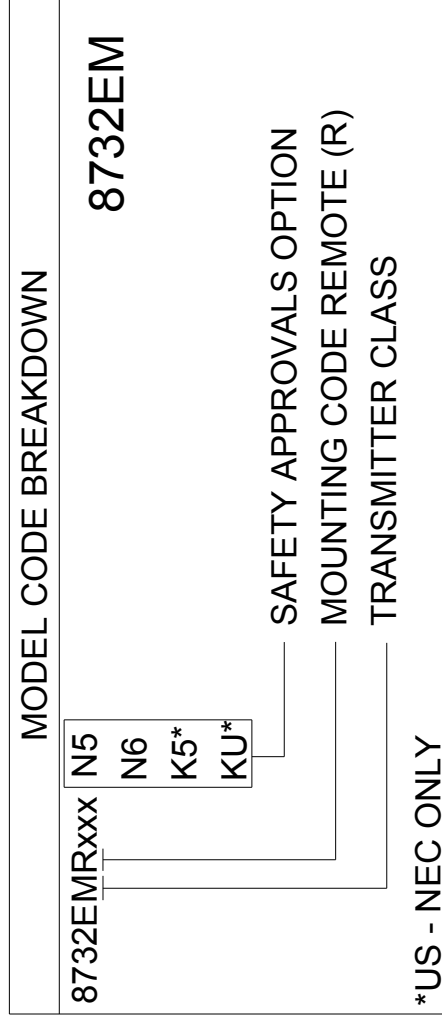 MODEL CODE BREAKDOWN
8732EM
8732EMRxxx N5
N6
K5*
KU*
SAFETY APPROVALS OPTION
MOUNTING CODE REMOTE (R)
TRANSMITTER CLASS
*US - NEC ONLY